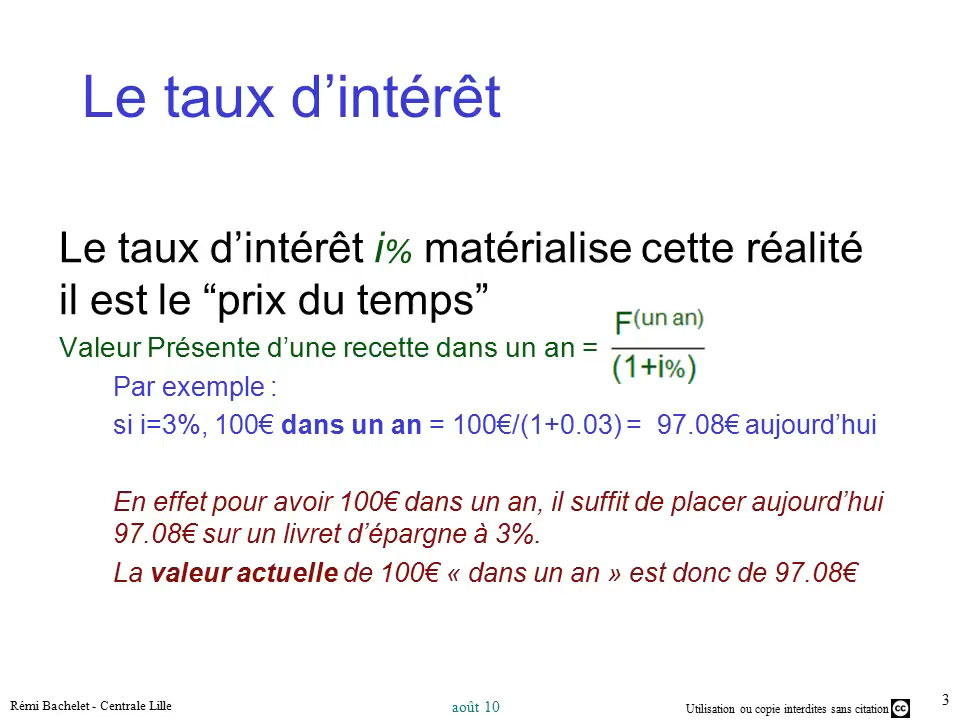 Le taux d’intérêt
Le taux d’intérêt i% matérialise cette réalité
il est le “prix du temps”
Valeur Présente d’une recette dans un an = F(un an)
(1+i%)
Par exemple :
si i=3%, 100€ dans un an = 100€/(1+0.03) = 97.08€ aujourd’hui
En effet pour avoir 100€ dans un an, il suffit de placer aujourd’hui
97.08€ sur un livret d’épargne à 3%.
La valeur actuelle de 100€ « dans un an » est donc de 97.08€
Rémi Bachelet - Centrale Lille
août 10
Utilisation ou copie interdites sans citation
cc
3